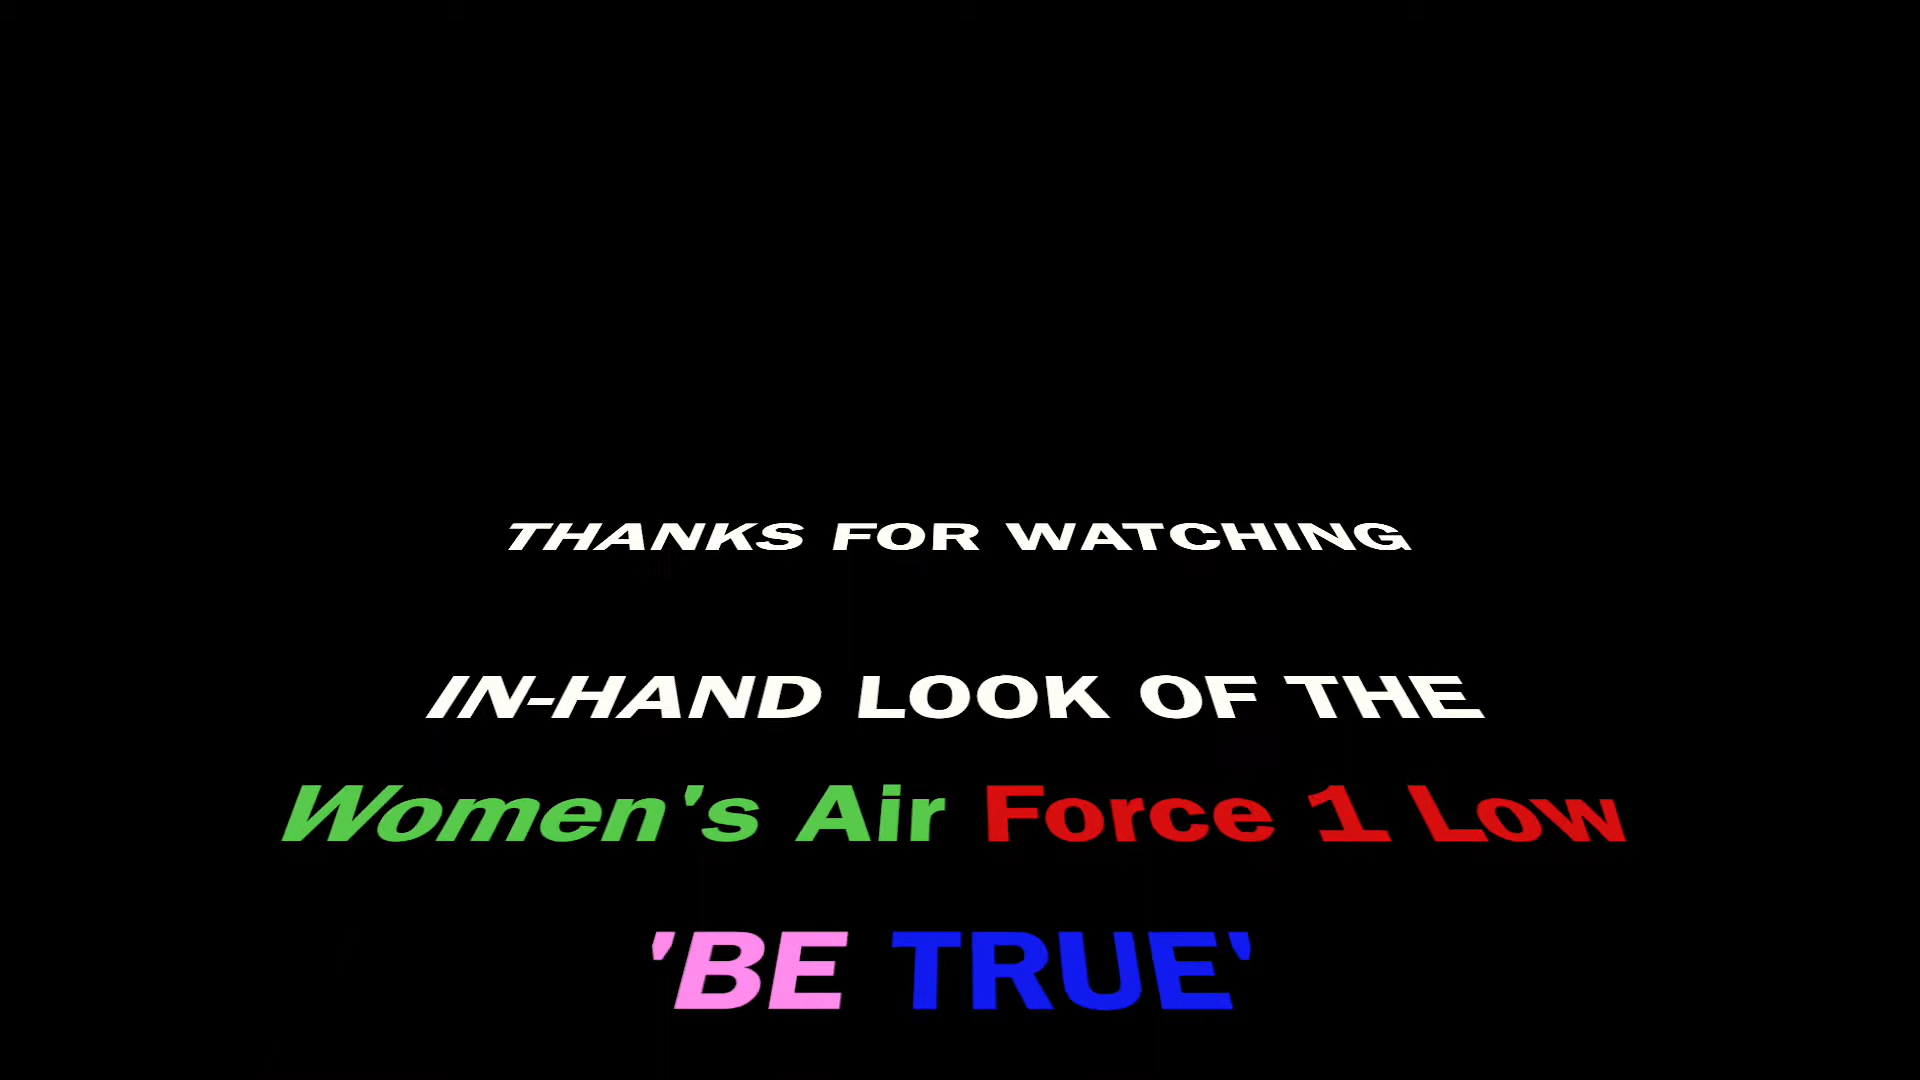 THANKS FOR WATCHING
IN-HAND LOOK OF THE
Women's Air Force 1 Low
'BE TRUE'